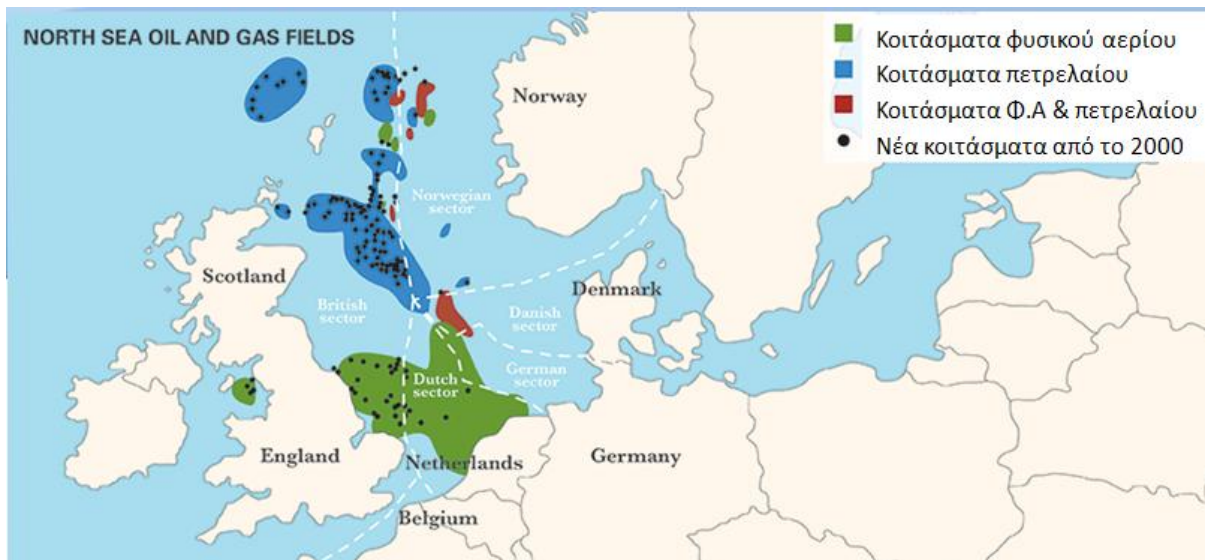 NORTH SEA OIL AND GAS FIELDS
Κοιτάσματα φυσικού αερίου
Κοιτάσματα πετρελαίου
Κοιτάσματα Φ.Α & πετρελαίου
Νέα κοιτάσματα από το 2000
Norway
Norwegian
sector
Scotland
British
sector
Denmark
Danish
sector
German
sector
Dutch
sector
England
Netherlands
Germany
Belgium